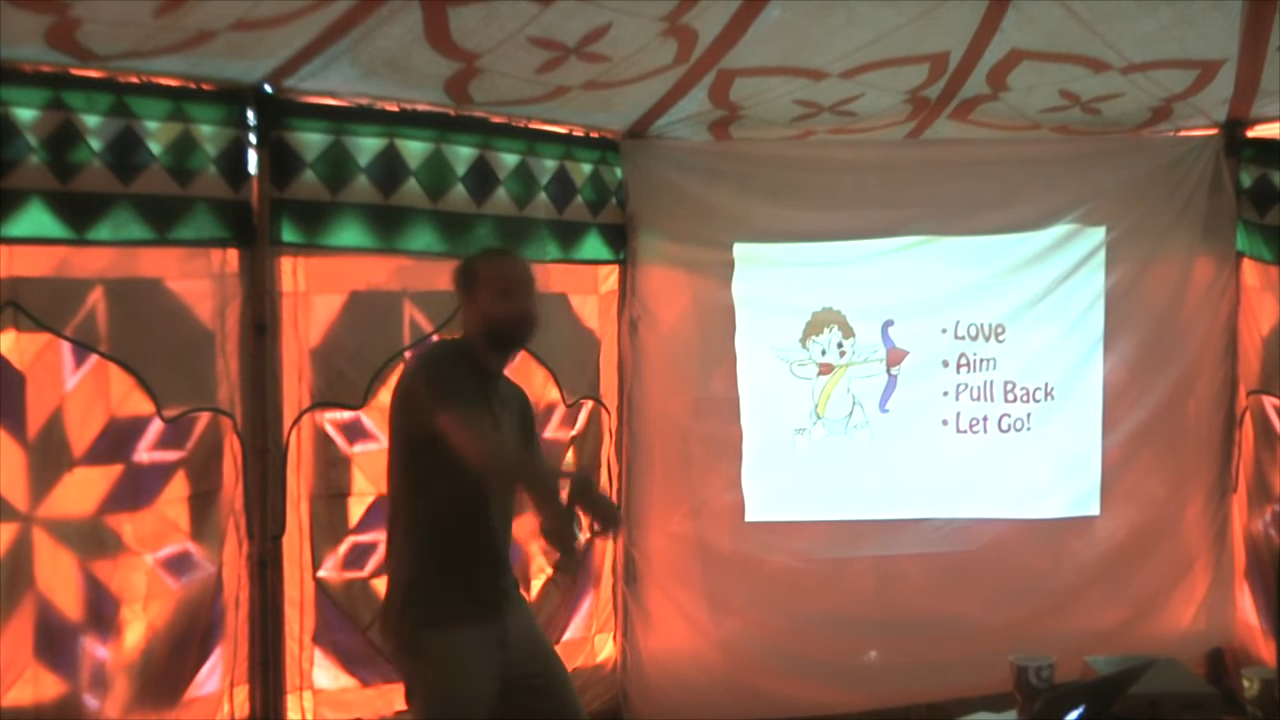 • Love
• Aim
• Pull Back
• Let Go!